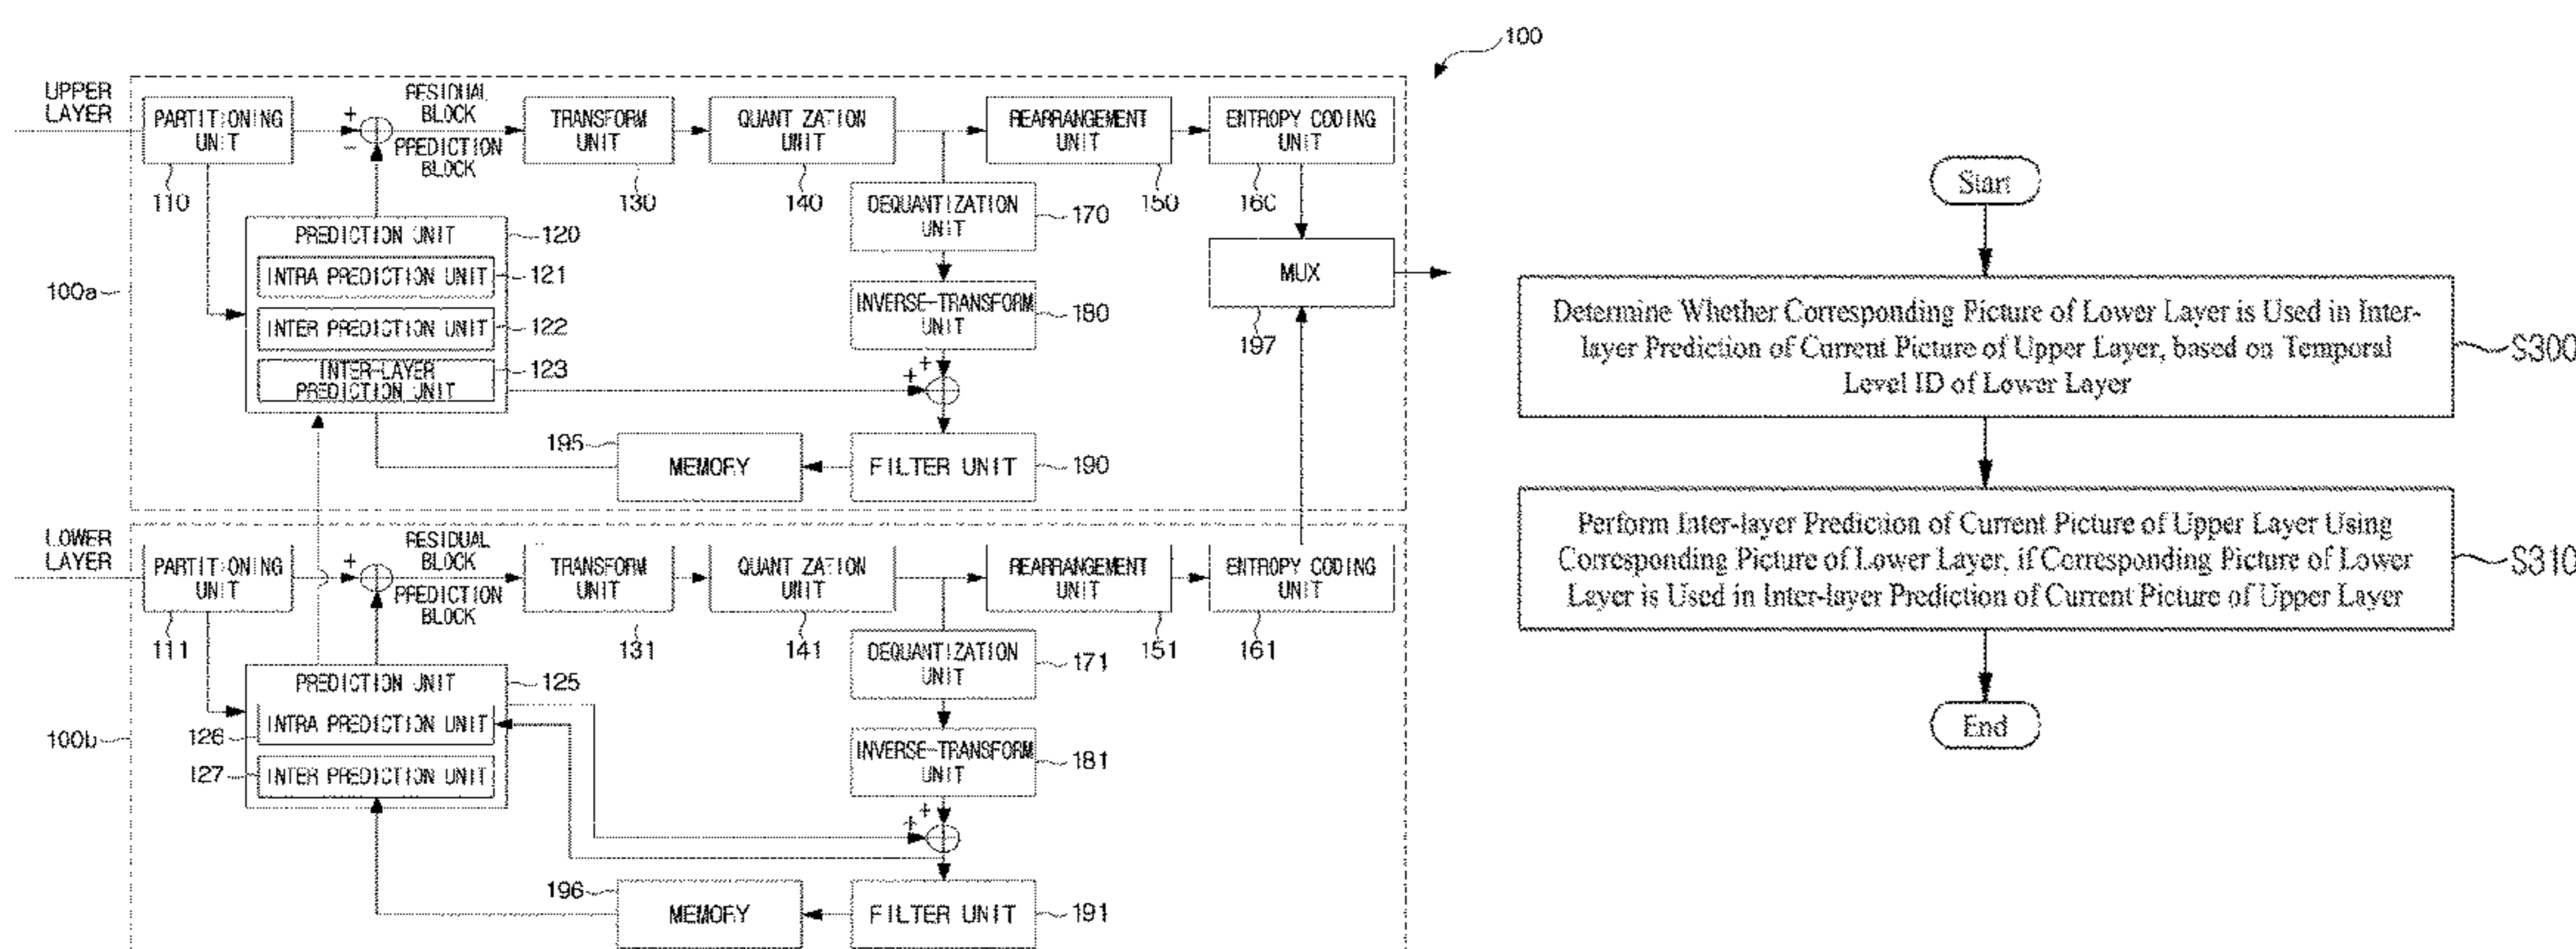 100
UPPER
LAYER
PARTITIONING
UNIT
110
+
−
RESIDUAL
BLOCK
PREDICTION
BLOCK
TRANSFORM
UNIT
130
QUANT ZATION
UNIT
140
REARRANGEMENT
UNIT
150
ENTROPY CODING
UNIT
160
DEQUANTIZATION
UNIT
170
PREDICTION UNIT
120
INTRA PREDICTION UNIT
121
INTER PREDICTION UNIT
122
INTER-LAYER
PREDICTION UNIT
123
100a
INVERSE-TRANSFORM
UNIT
180
+
+
MUX
197
195
MEMORY
FILTER UNIT
190
LOWER
LAYER
PARTITIONING
UNIT
111
+
RESIDUAL
BLOCK
PREDICTION
BLOCK
TRANSFORM
UNIT
131
QUANT ZATION
UNIT
141
REARRANGEMENT
UNIT
151
ENTROPY CODING
UNIT
161
DEQUANTIZATION
UNIT
171
PREDICTION UNIT
125
INTRA PREDICTION UNIT
126
INTER PREDICTION UNIT
127
100b
INVERSE-TRANSFORM
UNIT
181
+
+
196
MEMORY
FILTER UNIT
191
Start
Determine Whether Corresponding Picture of Lower Layer is Used in Inter-
layer Prediction of Current Picture of Upper Layer, based on Temporal
Level ID of Lower Layer
S300
Perform Inter-layer Prediction of Current Picture of Upper Layer Using
Corresponding Picture of Lower Layer, if Corresponding Picture of Lower
Layer is Used in Inter-layer Prediction of Current Picture of Upper Layer
S310
End